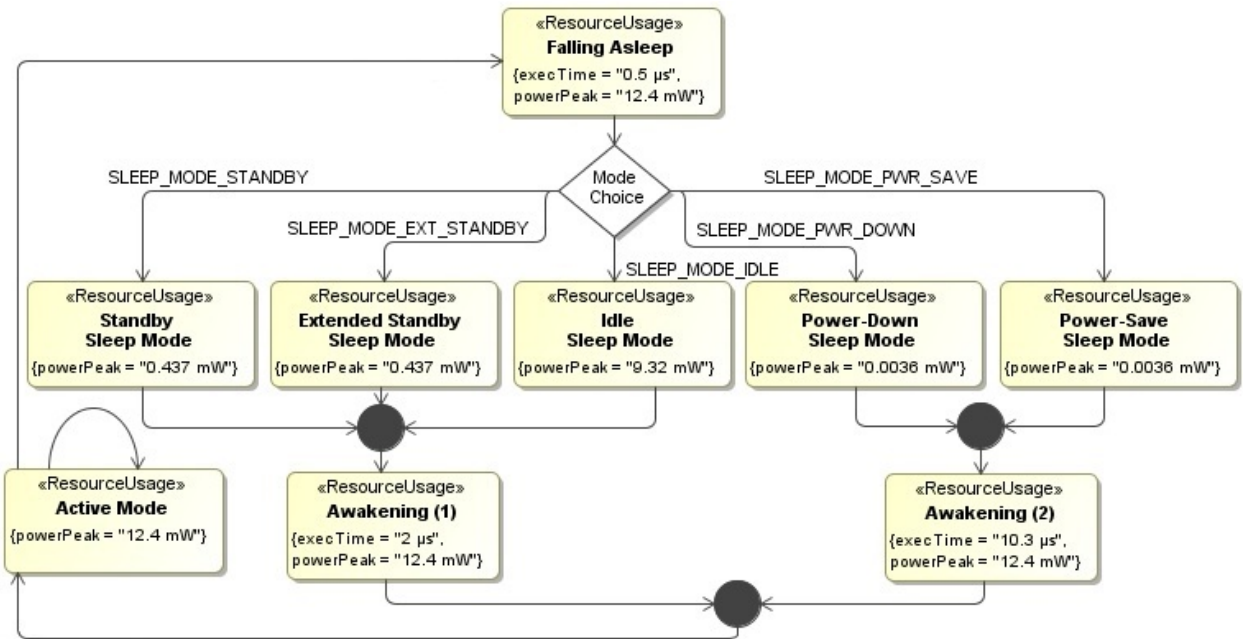 «ResourceUsage»
Falling Asleep
{execTime = "0.5 µs",
powerPeak = "12.4 mW"}
Mode
Choice
SLEEP_MODE_STANDBY
SLEEP_MODE_PWR_SAVE
SLEEP_MODE_EXT_STANDBY
SLEEP_MODE_PWR_DOWN
SLEEP_MODE_IDLE
«ResourceUsage»
Standby
Sleep Mode
{powerPeak = "0.437 mW"}
«ResourceUsage»
Extended Standby
Sleep Mode
{powerPeak = "0.437 mW"}
«ResourceUsage»
Idle
Sleep Mode
{powerPeak = "9.32 mW"}
«ResourceUsage»
Power-Down
Sleep Mode
{powerPeak = "0.0036 mW"}
«ResourceUsage»
Power-Save
Sleep Mode
{powerPeak = "0.0036 mW"}
«ResourceUsage»
Active Mode
{powerPeak = "12.4 mW"}
«ResourceUsage»
Awakening (1)
{execTime = "2 µs",
powerPeak = "12.4 mW"}
«ResourceUsage»
Awakening (2)
{execTime = "10.3 µs",
powerPeak = "12.4 mW"}